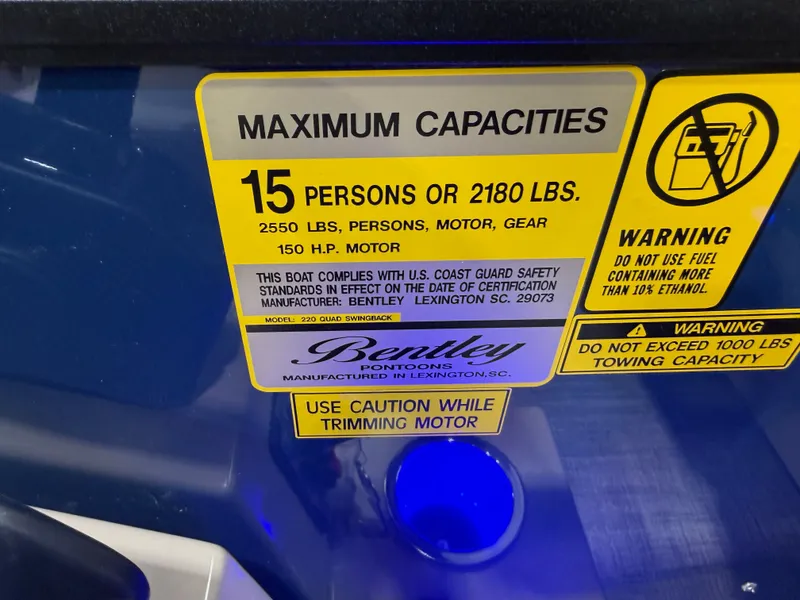 MAXIMUM CAPACITIES
15 PERSONS OR 2180 LBS.
2550 LBS, PERSONS, MOTOR, GEAR
150 H.P. MOTOR
THIS BOAT COMPLIES WITH U.S. COAST GUARD SAFETY
STANDARDS IN EFFECT ON THE DATE OF CERTIFICATION
MANUFACTURER: BENTLEY LEXINGTON SC. 29073
MODEL: 220 QUAD SWINGBACK
Bentley
PONTOONS
MANUFACTURED IN LEXINGTON, SC.
USE CAUTION WHILE
TRIMMING MOTOR
WARNING
DO NOT USE FUEL
CONTAINING MORE
THAN 10% ETHANOL.
WARNING
DO NOT EXCEED 1000 LBS
TOWING CAPACITY